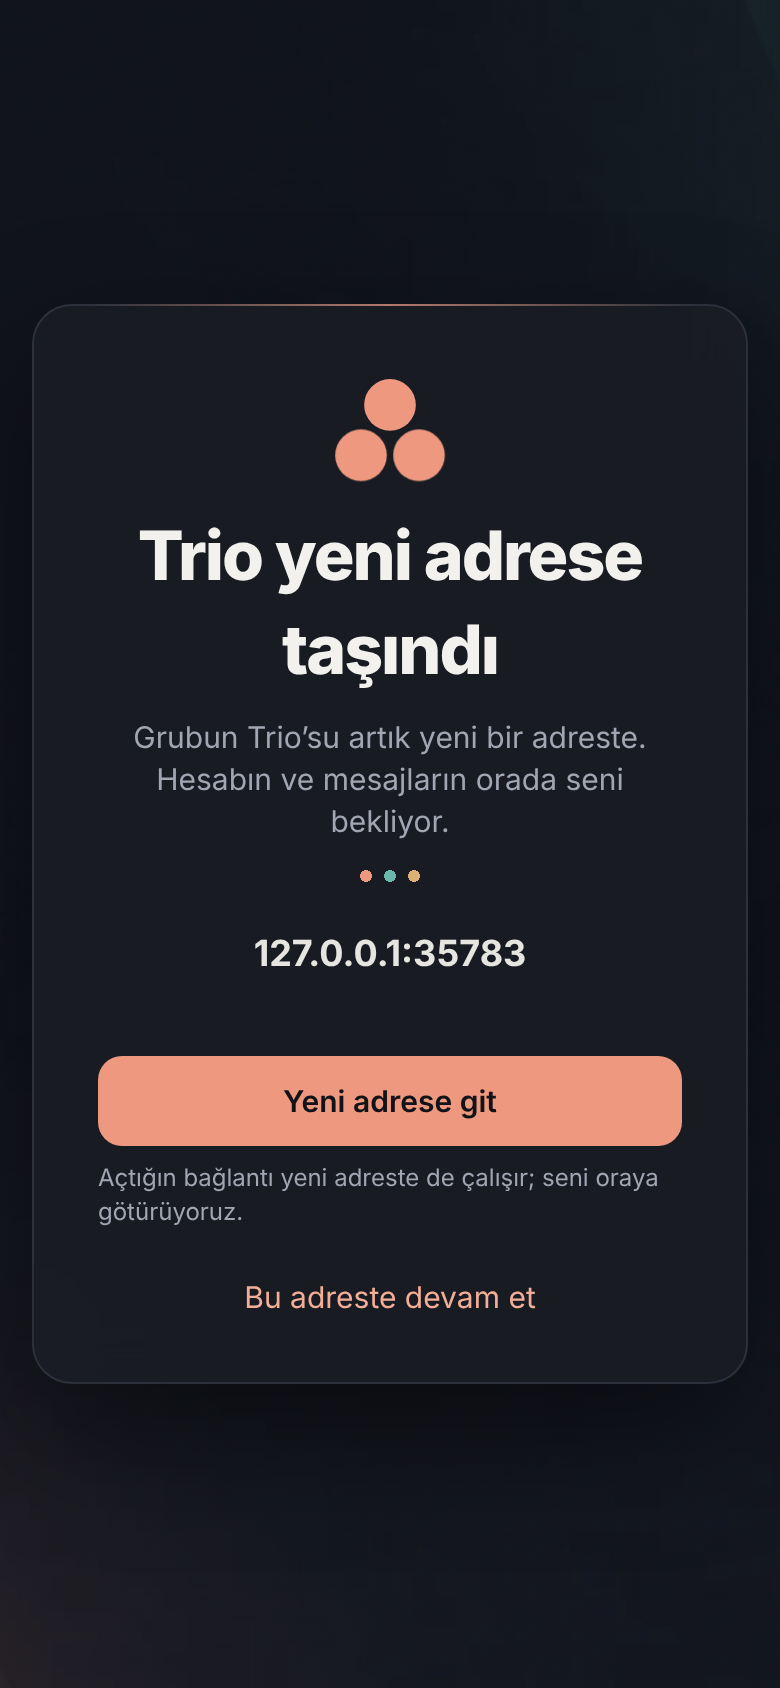 Trio yeni adrese
taşındı
Grubun Trio’su artık yeni bir adreste.
Hesabın ve mesajların orada seni
bekliyor.
127.0.0.1:35783
Yeni adrese git
Açtığın bağlantı yeni adreste de çalışır; seni oraya
götürüyoruz.
Bu adreste devam et